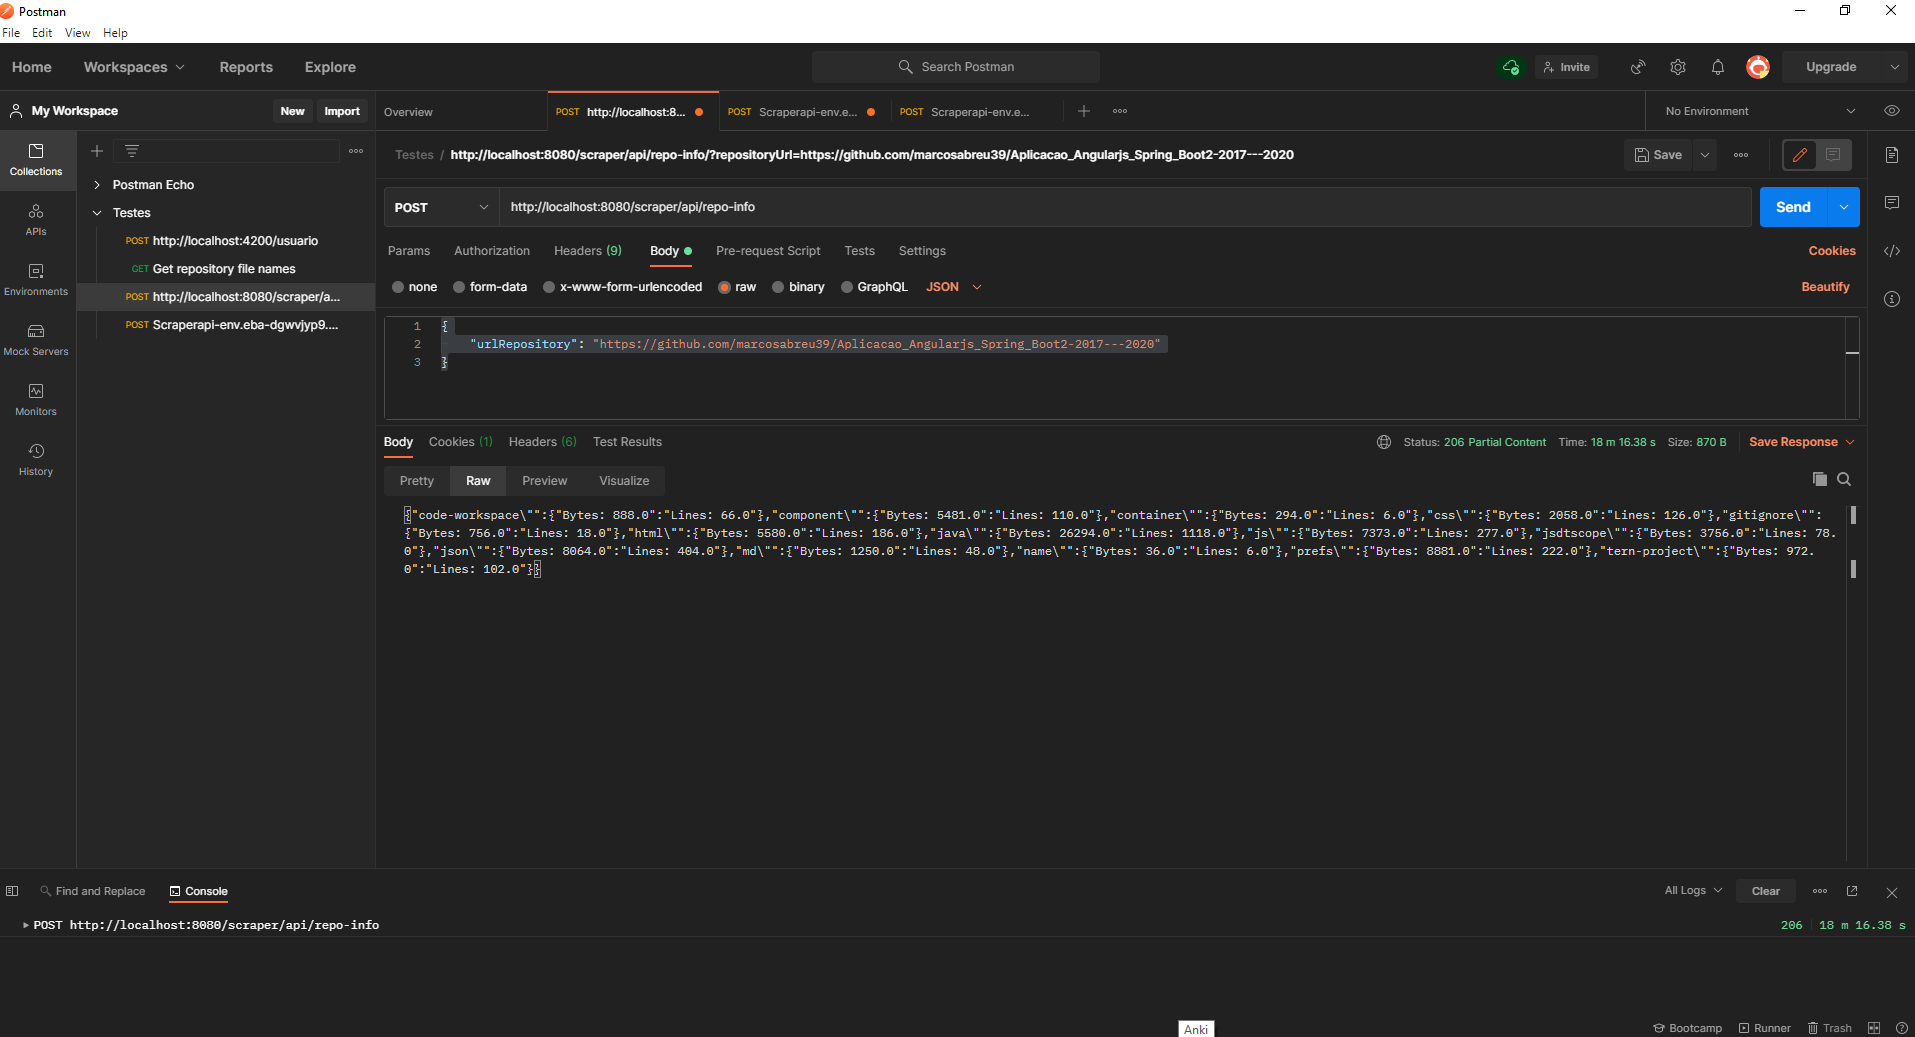 Postman
File Edit View Help
Home Workspaces Reports Explore Search Postman Invite Upgrade
My Workspace New Import
Overview POST http://localhost:8... POST Scraperapi-env.e... POST Scraperapi-env.e... No Environment
Collections
APIs
Environments
Mock Servers
Monitors
History
Postman Echo
Testes
POST http://localhost:4200/usuario
GET Get repository file names
POST http://localhost:8080/scraper/a...
POST Scraperapi-env.eba-dgwvjyp9....
Testes / http://localhost:8080/scraper/api/repo-info/?repositoryUrl=https://github.com/marcosabreu39/Aplicacao_Angularjs_Spring_Boot2-2017---2020 Save
POST http://localhost:8080/scraper/api/repo-info Send
Params Authorization Headers (9) Body Pre-request Script Tests Settings Cookies
none form-data x-www-form-urlencoded raw binary GraphQL JSON Beautify
1 {
2 "urlRepository": "https://github.com/marcosabreu39/Aplicacao_Angularjs_Spring_Boot2-2017---2020"
3 }
Body Cookies (1) Headers (6) Test Results Status: 206 Partial Content Time: 18 m 16.38 s Size: 870 B Save Response
Pretty Raw Preview Visualize
{"code-workspace\"":{"Bytes: 888.0":"Lines: 66.0"},"component\"":{"Bytes: 5481.0":"Lines: 110.0"},"container\"":{"Bytes: 294.0":"Lines: 6.0"},"css\"":{"Bytes: 2058.0":"Lines: 126.0"},"gitignore\"":
{"Bytes: 756.0":"Lines: 18.0"},"html\"":{"Bytes: 5580.0":"Lines: 186.0"},"java\"":{"Bytes: 26294.0":"Lines: 1118.0"},"js\"":{"Bytes: 7373.0":"Lines: 277.0"},"jsdtscope\"":{"Bytes: 3756.0":"Lines: 78.
0"},"json\"":{"Bytes: 8064.0":"Lines: 404.0"},"md\"":{"Bytes: 1250.0":"Lines: 48.0"},"name\"":{"Bytes: 36.0":"Lines: 6.0"},"prefs\"":{"Bytes: 8881.0":"Lines: 222.0"},"tern-project\"":{"Bytes: 972.
0":"Lines: 102.0"}}
Find and Replace Console All Logs Clear
POST http://localhost:8080/scraper/api/repo-info 206 18 m 16.38 s
Anki
Bootcamp Runner Trash